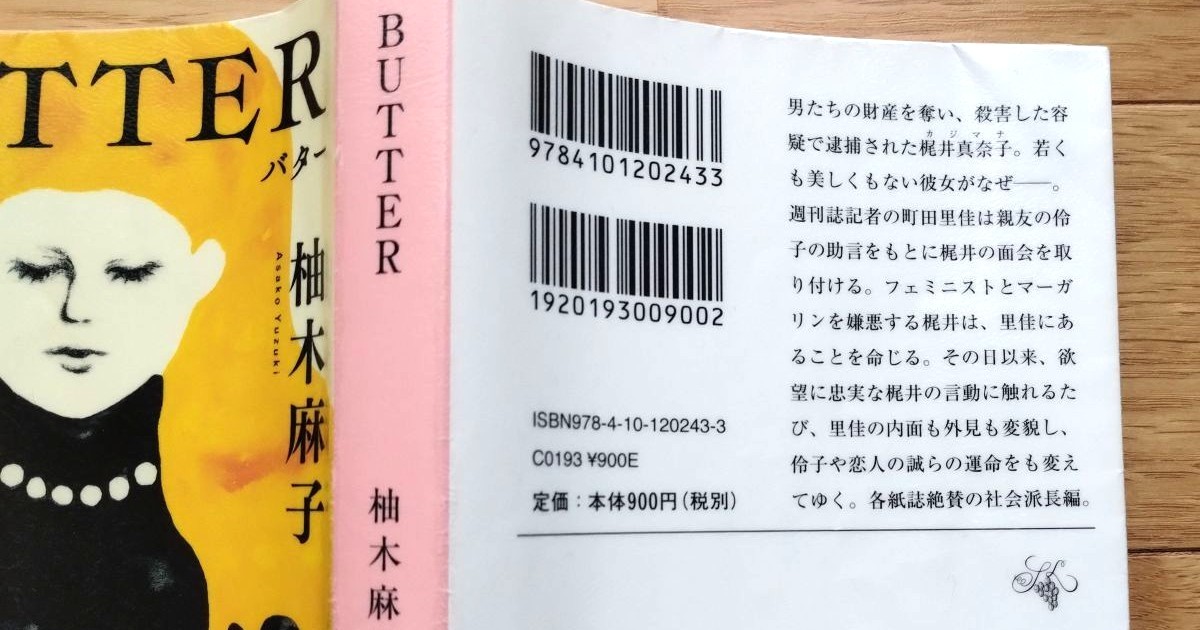 TTER
バター
柚木麻子
Asako Yuzuki
BUTTER
柚木麻
9784101202433
1920193009002
ISBN978-4-10-120243-3
C0193 ¥900E
定価：本体900円（税別）
男たちの財産を奪い、殺害した容
カジマナ
疑で逮捕された梶井真奈子。若く
も美しくもない彼女がなぜ――。
週刊誌記者の町田里佳は親友の伶
子の助言をもとに梶井の面会を取
り付ける。フェミニストとマーガ
リンを嫌悪する梶井は、里佳にあ
ることを命じる。その日以来、欲
望に忠実な梶井の言動に触れるた
び、里佳の内面も外見も変貌し、
伶子や恋人の誠らの運命をも変え
てゆく。各紙誌絶賛の社会派長編。